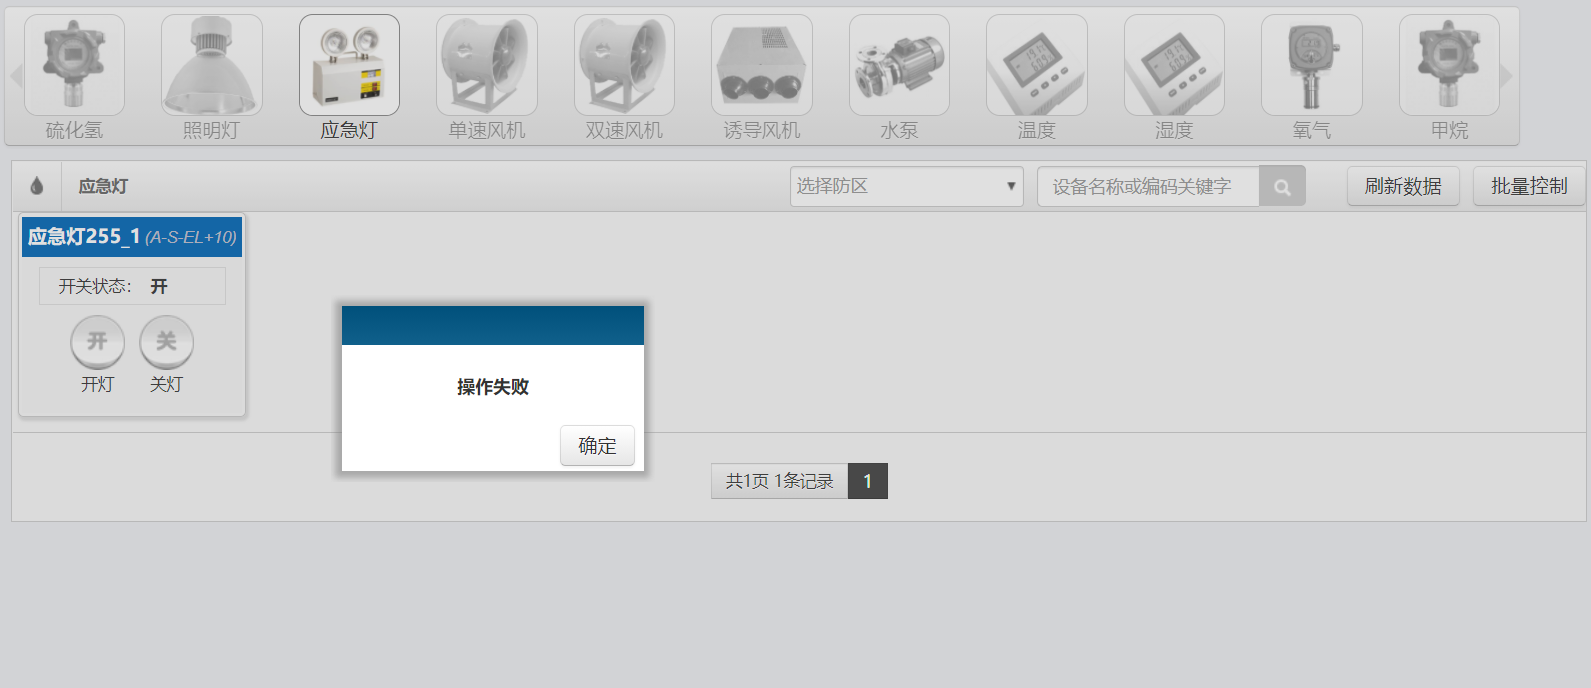 硫化氢 照明灯 应急灯 单速风机 双速风机 诱导风机 水泵 温度 湿度 氧气 甲烷
应急灯 选择防区 设备名称或编码关键字 刷新数据 批量控制
应急灯255_1 (A-S-EL+10)
开关状态： 开
开 关
开灯 关灯
操作失败
确定
共1页 1条记录 1